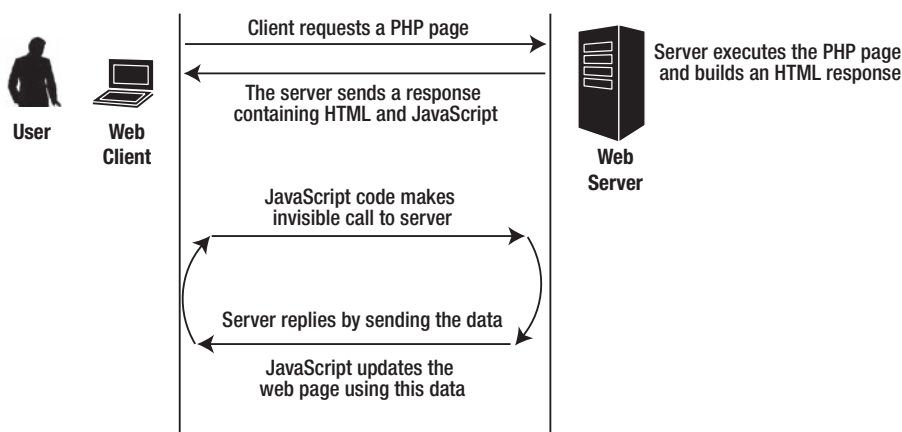 Client requests a PHP page
Server executes the PHP page
and builds an HTML response
The server sends a response
containing HTML and JavaScript
User
Web
Client
Web
Server
JavaScript code makes
invisible call to server
Server replies by sending the data
JavaScript updates the
web page using this data